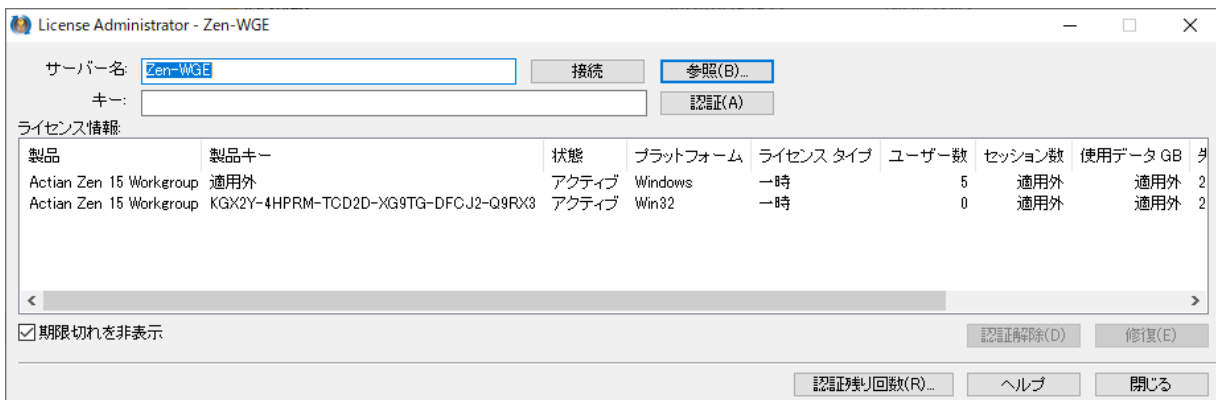 License Administrator - Zen-WGE
サーバー名: Zen-WGE 接続 参照(B)...
キー: 認証(A)
ライセンス情報:
製品 製品キー 状態 プラットフォーム ライセンス タイプ ユーザー数 セッション数 使用データ GB
Actian Zen 15 Workgroup 適用外 アクティブ Windows 一時 5 適用外 適用外 2
Actian Zen 15 Workgroup KGX2Y-4HPRM-TCD2D-XG9TG-DFCJ2-Q9RX3 アクティブ Win32 一時 0 適用外 適用外 2
期限切れを非表示 認証解除(D) 修復(E)
認証残り回数(R)... ヘルプ 閉じる